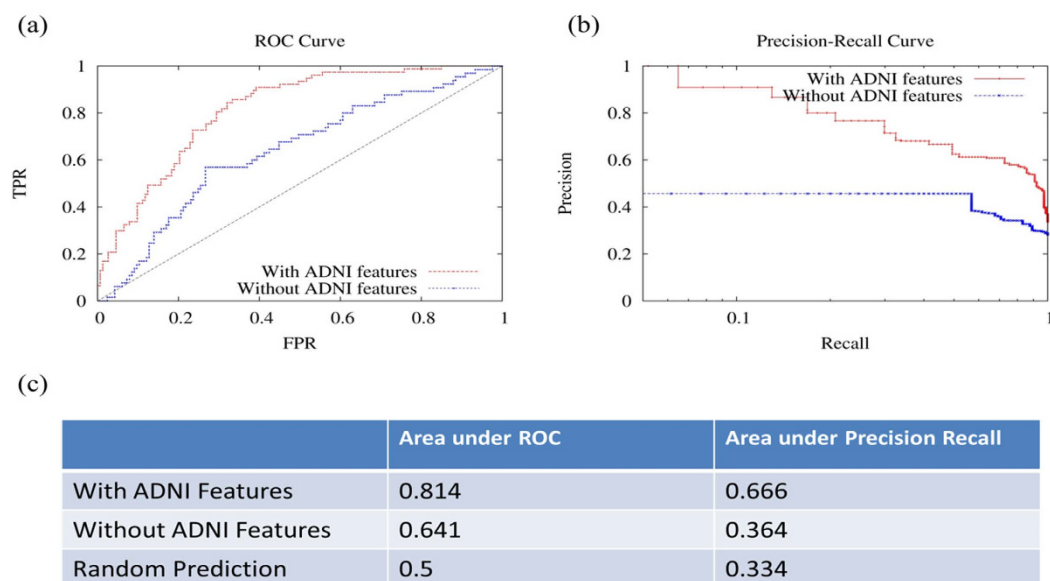 (a)
ROC Curve
1
0.8
0.6
0.4
0.2
0
TPR
With ADNI features
Without ADNI features
0
0.2
0.4
0.6
0.8
1
FPR
(b)
Precision-Recall Curve
1
0.8
0.6
0.4
0.2
0
Precision
With ADNI features
Without ADNI features
0.1
1
Recall
(c)
Area under ROC Area under Precision Recall
With ADNI Features 0.814 0.666
Without ADNI Features 0.641 0.364
Random Prediction 0.5 0.334